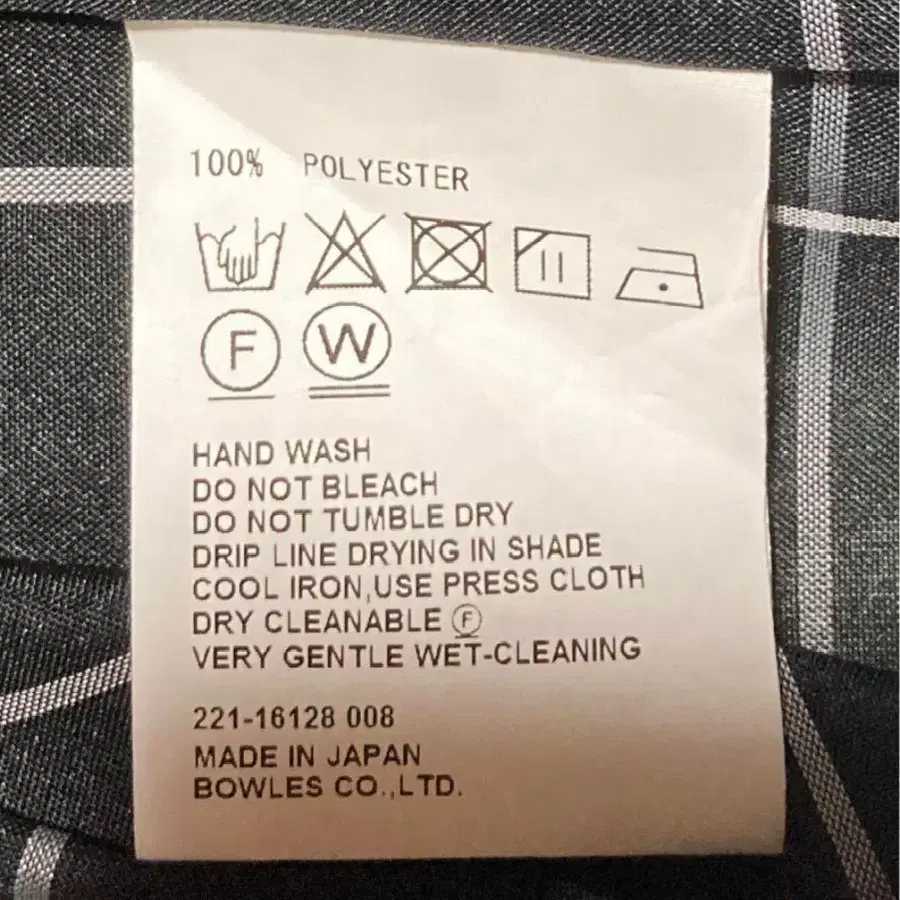 100% POLYESTER
F W
HAND WASH
DO NOT BLEACH
DO NOT TUMBLE DRY
DRIP LINE DRYING IN SHADE
COOL IRON,USE PRESS CLOTH
DRY CLEANABLE Ⓕ
VERY GENTLE WET-CLEANING
221-16128 008
MADE IN JAPAN
BOWLES CO.,LTD.